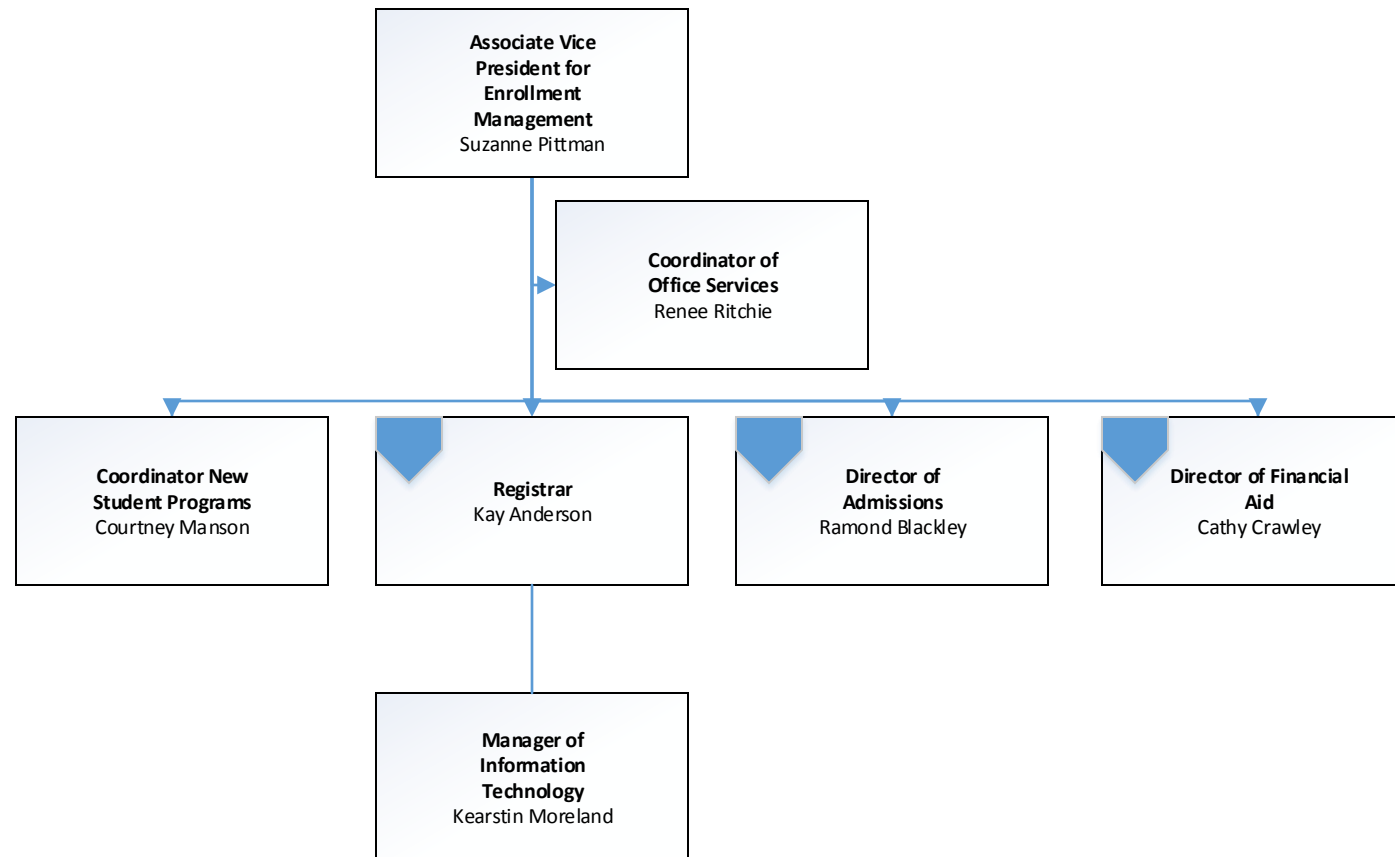 Associate Vice
President for
Enrollment
Management
Suzanne Pittman
Coordinator of
Office Services
Renee Ritchie
Coordinator New
Student Programs
Courtney Manson
Registrar
Kay Anderson
Director of
Admissions
Ramond Blackley
Director of Financial
Aid
Cathy Crawley
Manager of
Information
Technology
Kearstin Moreland